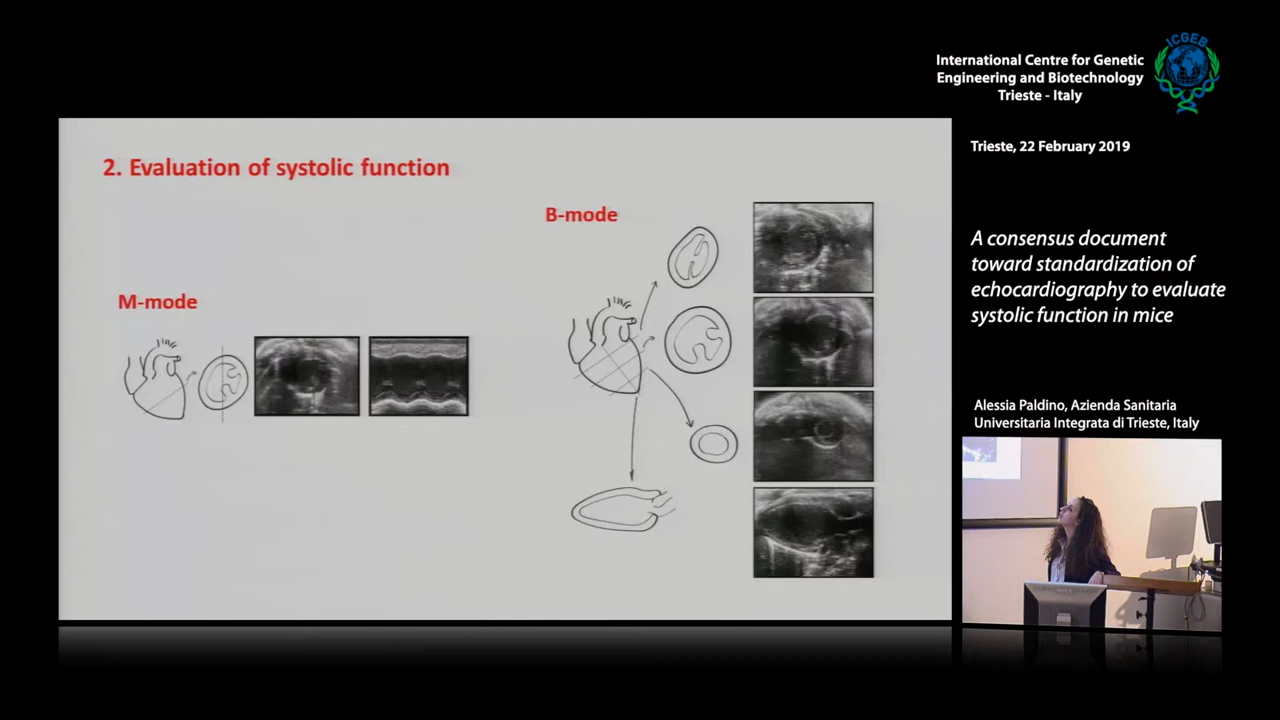 ICGEB
International Centre for Genetic
Engineering and Biotechnology
Trieste - Italy
Trieste, 22 February 2019
2. Evaluation of systolic function
B-mode
M-mode
A consensus document
toward standardization of
echocardiography to evaluate
systolic function in mice
Alessia Paldino, Azienda Sanitaria
Universitaria Integrata di Trieste, Italy